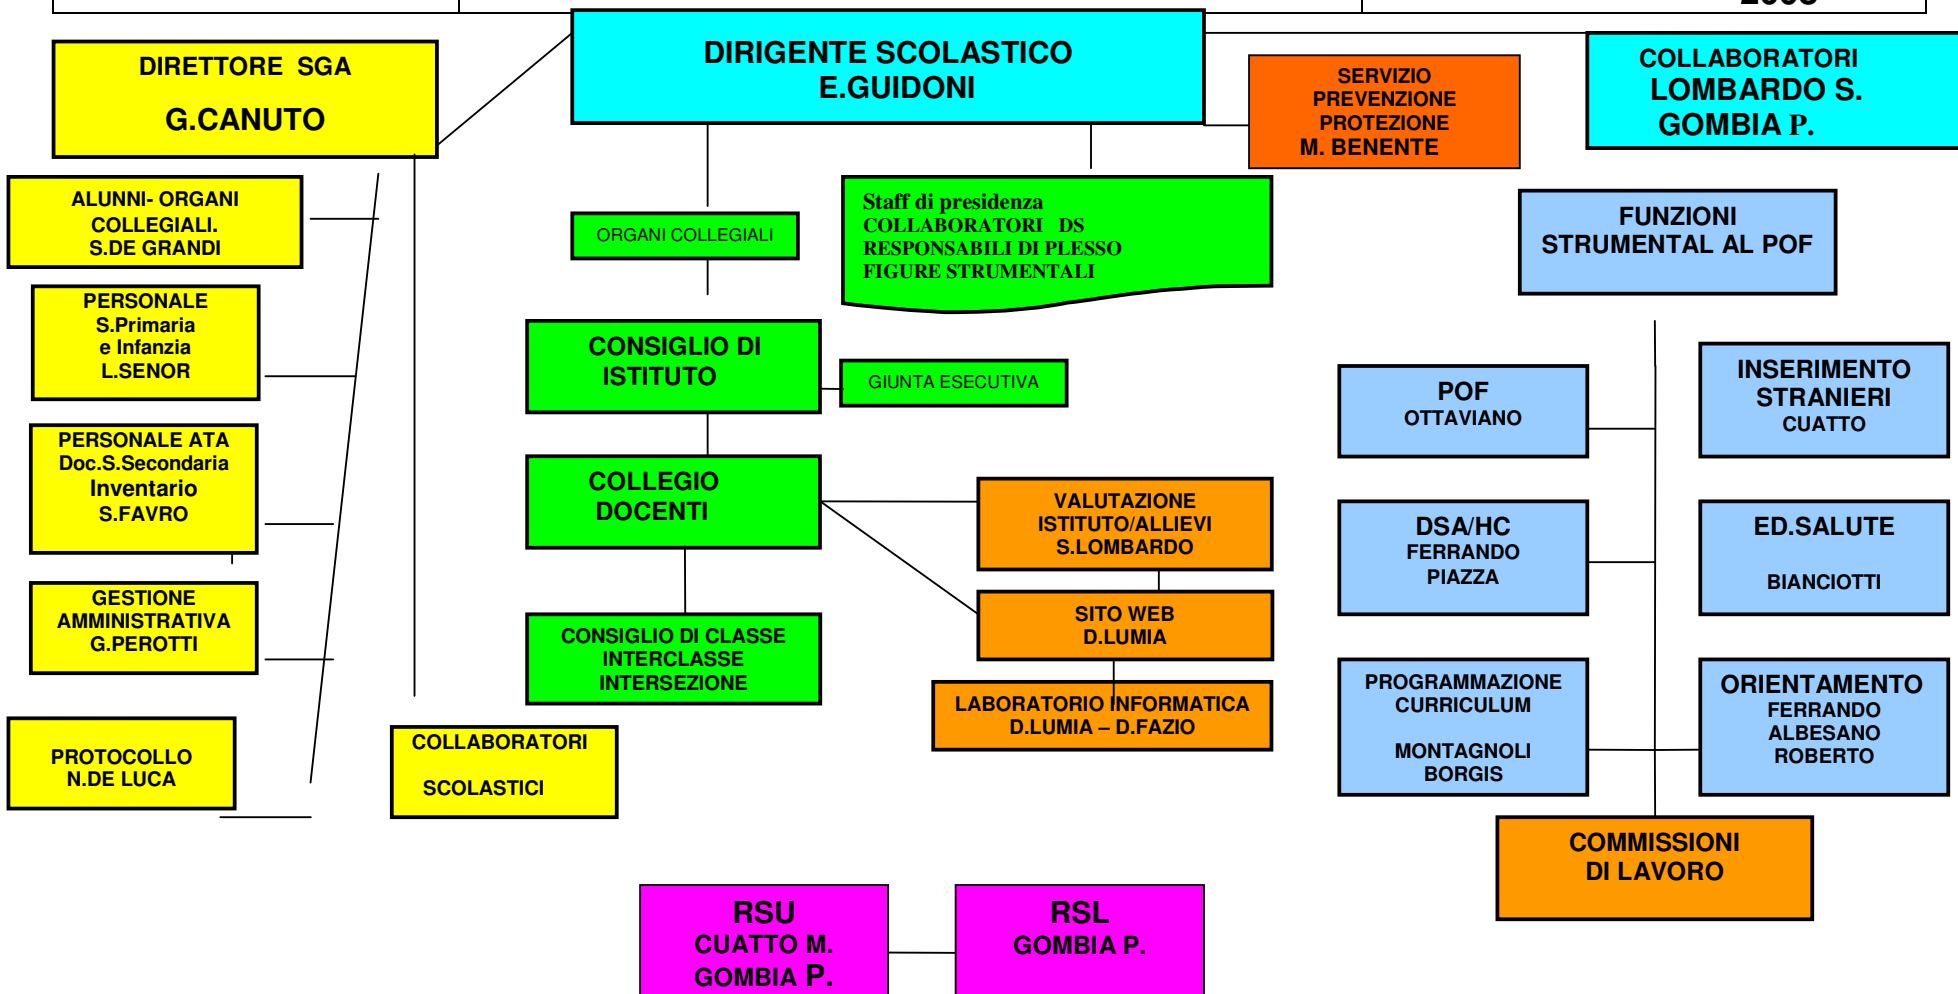 DIRIGENTE SCOLASTICO
E.GUIDONI
DIRETTORE SGA
G.CANUTO
SERVIZIO
PREVENZIONE
PROTEZIONE
M. BENENTE
COLLABORATORI
LOMBARDO S.
GOMBIA P.
ALUNNI- ORGANI
COLLEGIALI.
S.DE GRANDI
PERSONALE
S.Primaria
e Infanzia
L.SENOR
PERSONALE ATA
Doc.S.Secondaria
Inventario
S.FAVRO
GESTIONE
AMMINISTRATIVA
G.PEROTTI
PROTOCOLLO
N.DE LUCA
COLLABORATORI
SCOLASTICI
ORGANI COLLEGIALI
Staff di presidenza
COLLABORATORI DS
RESPONSABILI DI PLESSO
FIGURE STRUMENTALI
CONSIGLIO DI
ISTITUTO
GIUNTA ESECUTIVA
COLLEGIO
DOCENTI
CONSIGLIO DI CLASSE
INTERCLASSE
INTERSEZIONE
VALUTAZIONE
ISTITUTO/ALLIEVI
S.LOMBARDO
SITO WEB
D.LUMIA
LABORATORIO INFORMATICA
D.LUMIA – D.FAZIO
FUNZIONI
STRUMENTAL AL POF
POF
OTTAVIANO
INSERIMENTO
STRANIERI
CUATTO
DSA/HC
FERRANDO
PIAZZA
ED.SALUTE
BIANCIOTTI
PROGRAMMAZIONE
CURRICULUM
MONTAGNOLI
BORGIS
ORIENTAMENTO
FERRANDO
ALBESANO
ROBERTO
COMMISSIONI
DI LAVORO
RSU
CUATTO M.
GOMBIA P.
RSL
GOMBIA P.